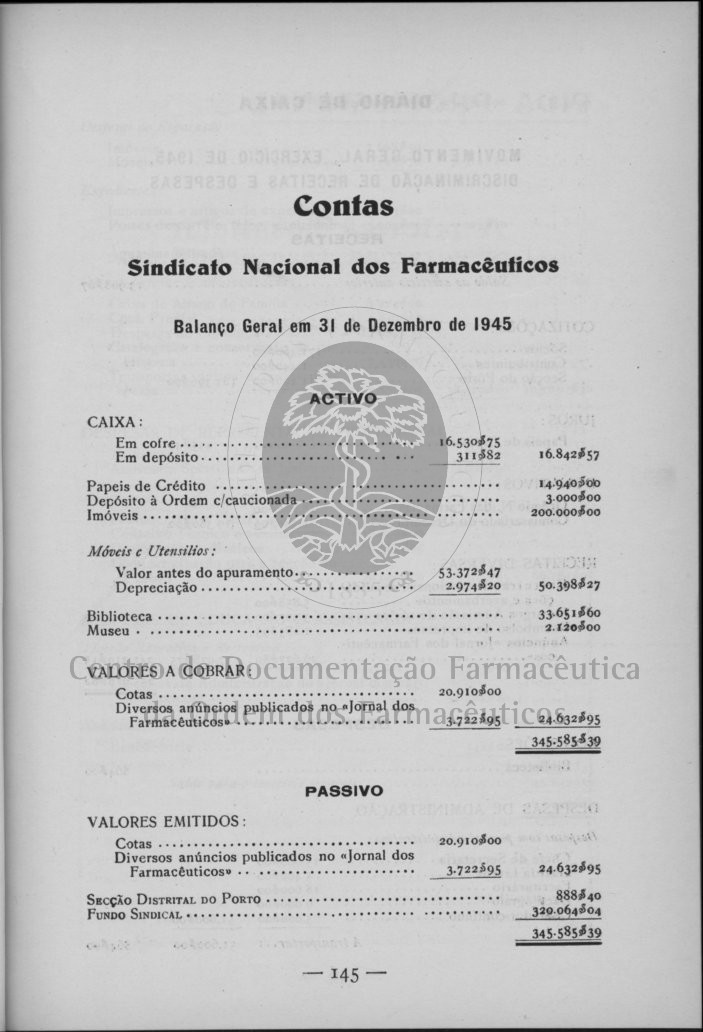 Contas
Sindicato Nacional dos Farmacêuticos
Balanço Geral em 31 de Dezembro de 1945
ACTIVO
CAIXA:
Em cofre 16.530$75
Em depósito 311$82 16.842$57
Papeis de Crédito 14.940$00
Depósito à Ordem c/caucionada 3.000$00
Imóveis 200.000$00
Móveis e Utensilios:
Valor antes do apuramento 53.372$47
Depreciação 2.974$20 50.398$27
Biblioteca 33.651$60
Museu 2.120$00
VALORES A COBRAR:
Centro de Documentação Farmacêutica
Cotas 20.910$00
Diversos anúncios publicados no «Jornal dos
Farmacêuticos» 3.722$95 24.632$95
da Ordem dos Farmacêuticos
345.585$39
PASSIVO
VALORES EMITIDOS:
Cotas 20.910$00
Diversos anúncios publicados no «Jornal dos
Farmacêuticos» 3.722$95 24.632$95
SECÇÃO DISTRITAL DO PORTO 888$40
FUNDO SINDICAL 320.064$04
345.585$39
— 145 —